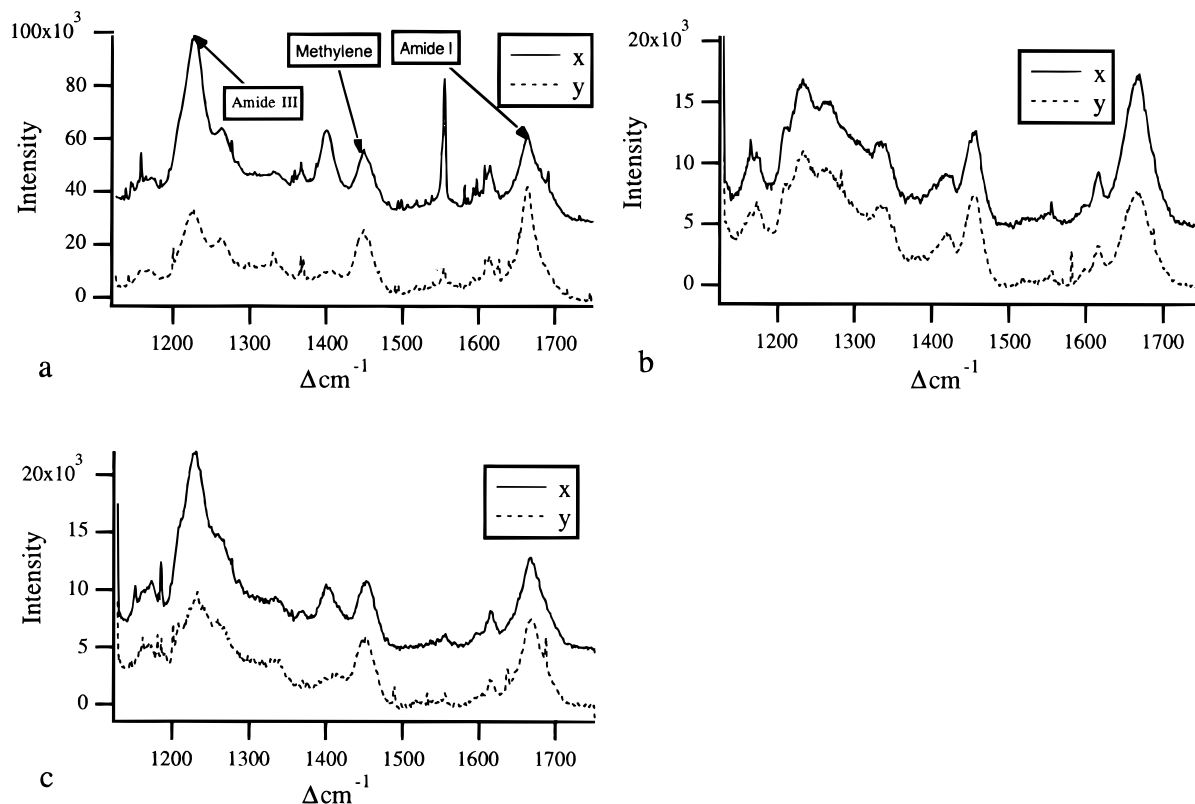 100x10³
80
60
40
20
0
Intensity
Amide III
Methylene
Amide I
x
y
1200 1300 1400 1500 1600 1700
Δcm⁻¹
a
20x10³
15
10
5
0
Intensity
x
y
1200 1300 1400 1500 1600 1700
Δcm⁻¹
b
20x10³
15
10
5
0
Intensity
x
y
1200 1300 1400 1500 1600 1700
Δcm⁻¹
c